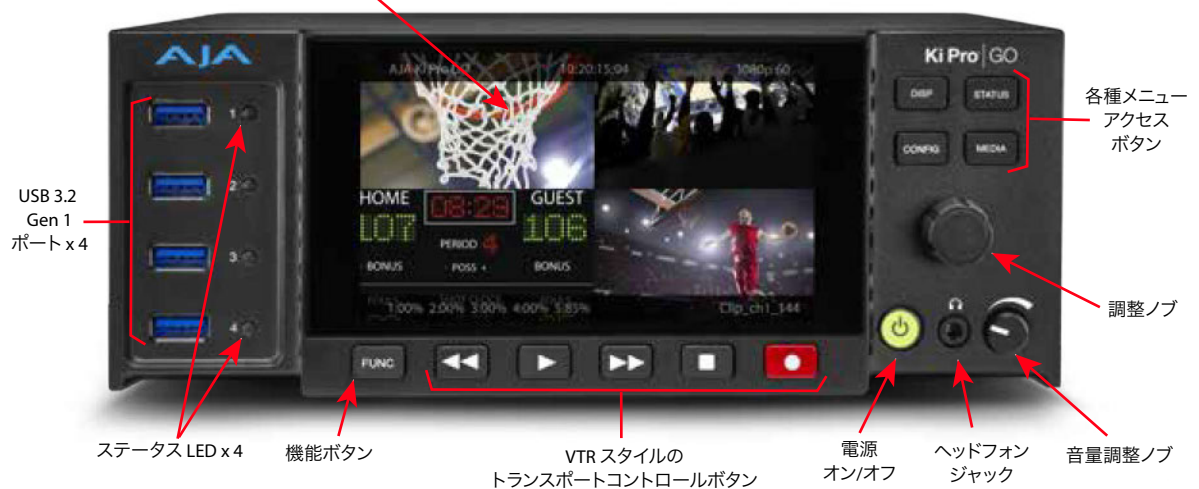 AJA
Ki Pro GO
10:20:15:04
1080p 60
DISP
STATUS
CONFIG
MEDIA
各種メニュー
アクセス
ボタン
1
2
3
4
USB 3.2
Gen 1
ポート x 4
HOME
08:29
GUEST
107
106
PERIOD 4
BONUS
POSS
BONUS
1:00% 2:00% 3:00% 4:00% 5:85%
Clip_ch1_144
調整ノブ
FUNC
ステータス LED x 4
機能ボタン
VTR スタイルの
トランスポートコントロールボタン
電源
オン/オフ
ヘッドフォン
ジャック
音量調整ノブ